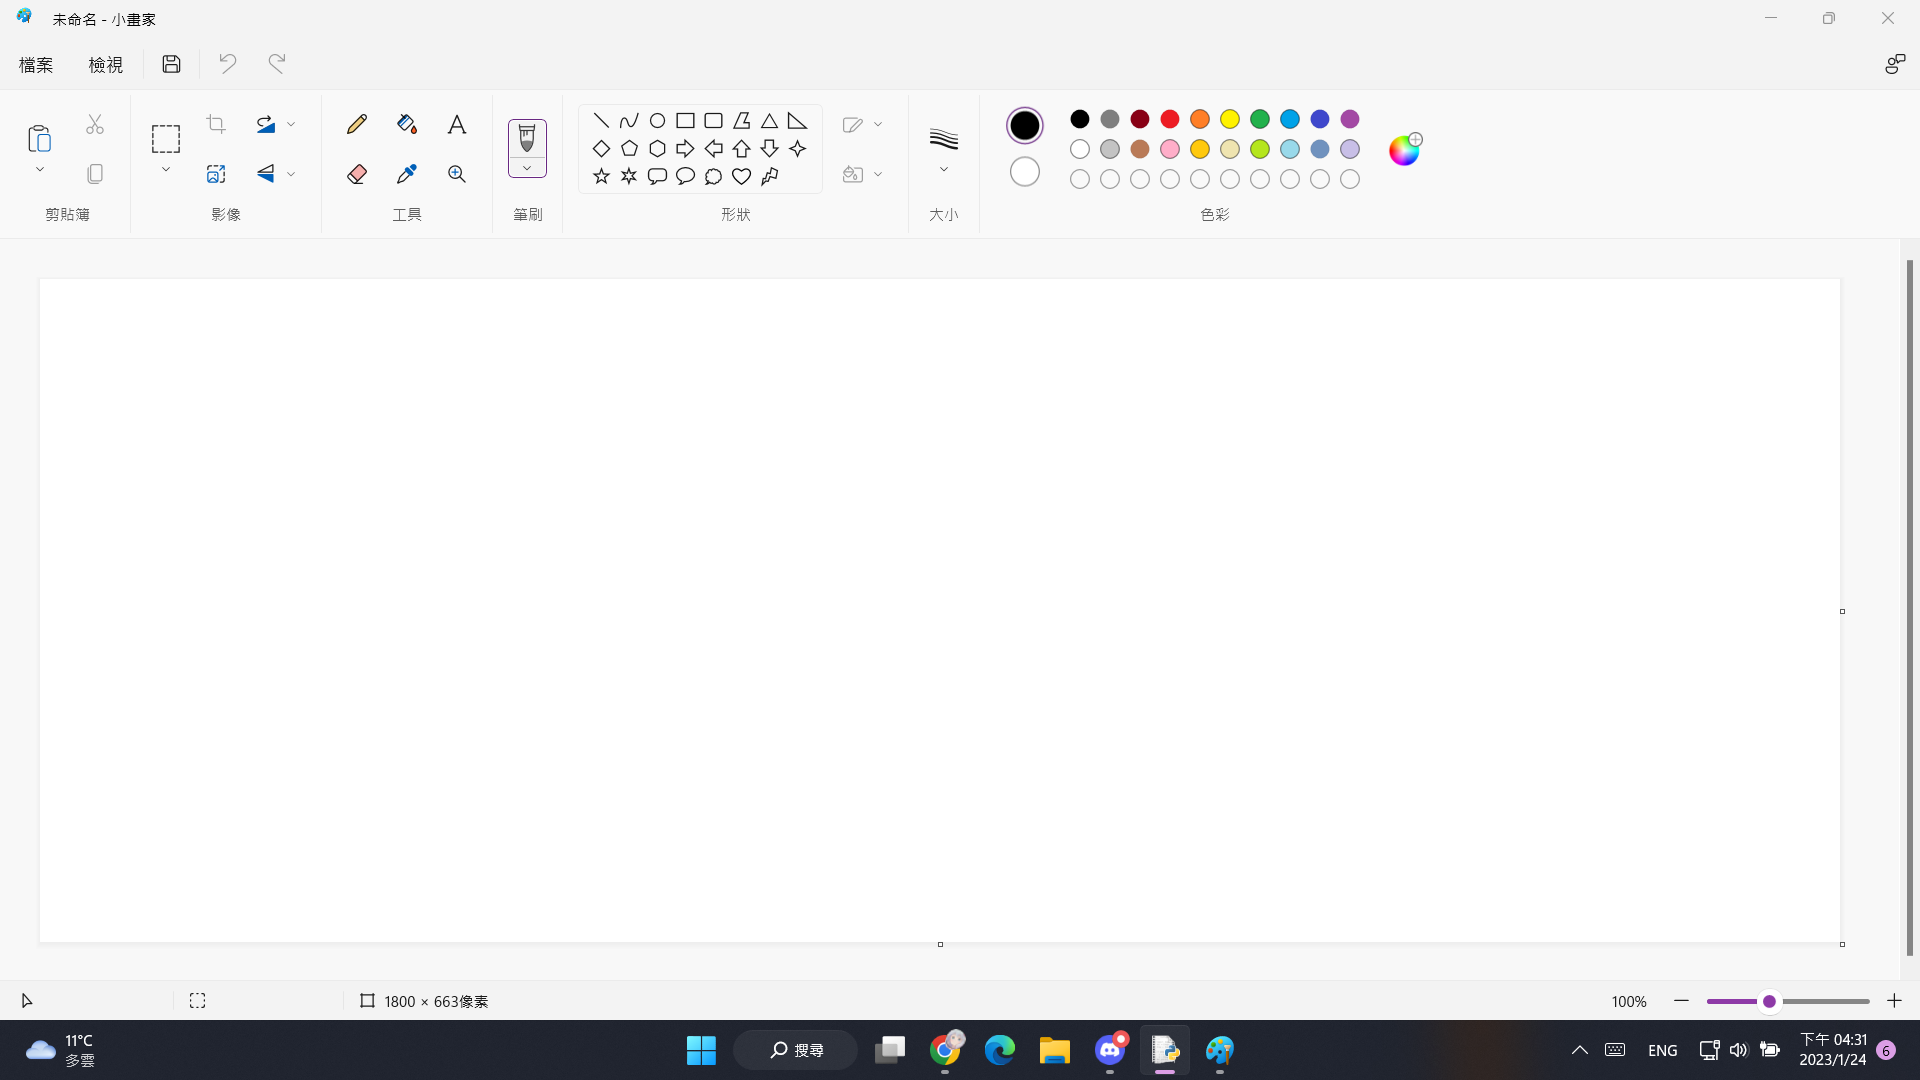 未命名 - 小畫家
檔案 檢視
剪貼簿 影像 工具 筆刷 形狀 大小 色彩
1800 × 663像素 100%
11°C
多雲
搜尋
ENG
下午 04:31
2023/1/24
6